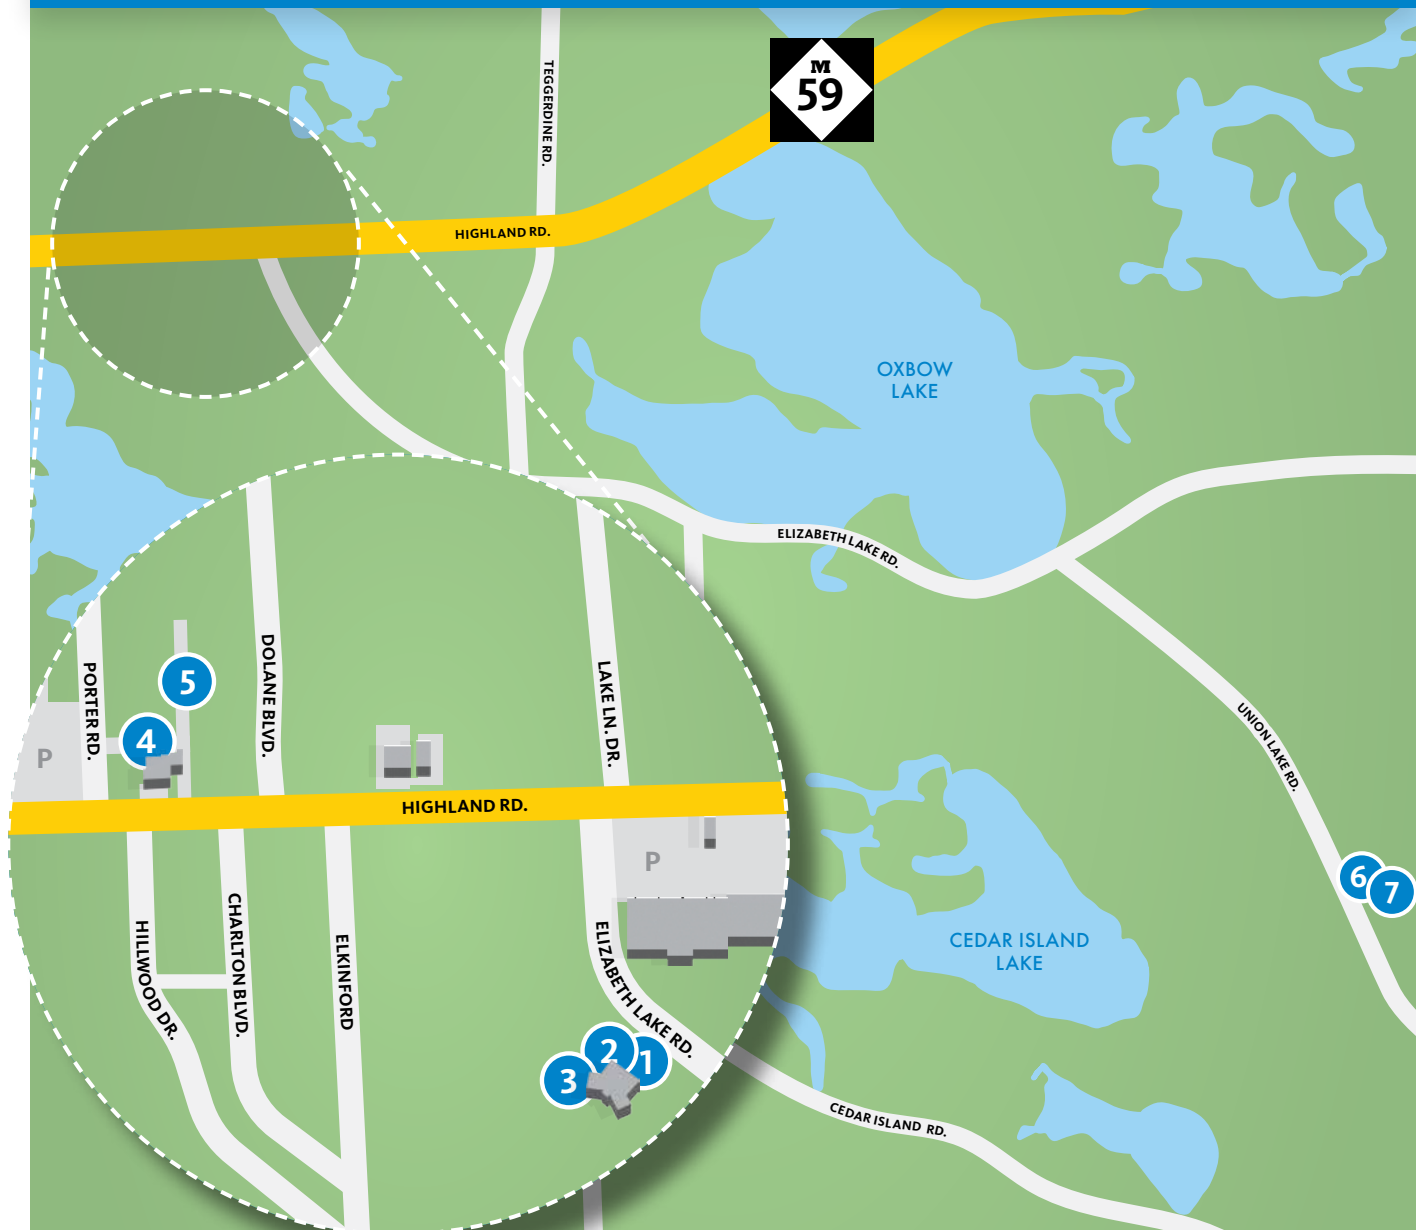 M
59
TEGGERDINE RD.
HIGHLAND RD.
OXBOW
LAKE
ELIZABETH LAKE RD.
PORTER RD.
DOLANE BLVD.
LAKE LN. DR.
5
4
P
UNION LAKE RD.
HIGHLAND RD.
P
6
7
HILLWOOD DR.
CHARLTON BLVD.
ELKINFORD
ELIZABETH LAKE RD.
CEDAR ISLAND
LAKE
2
1
3
CEDAR ISLAND RD.